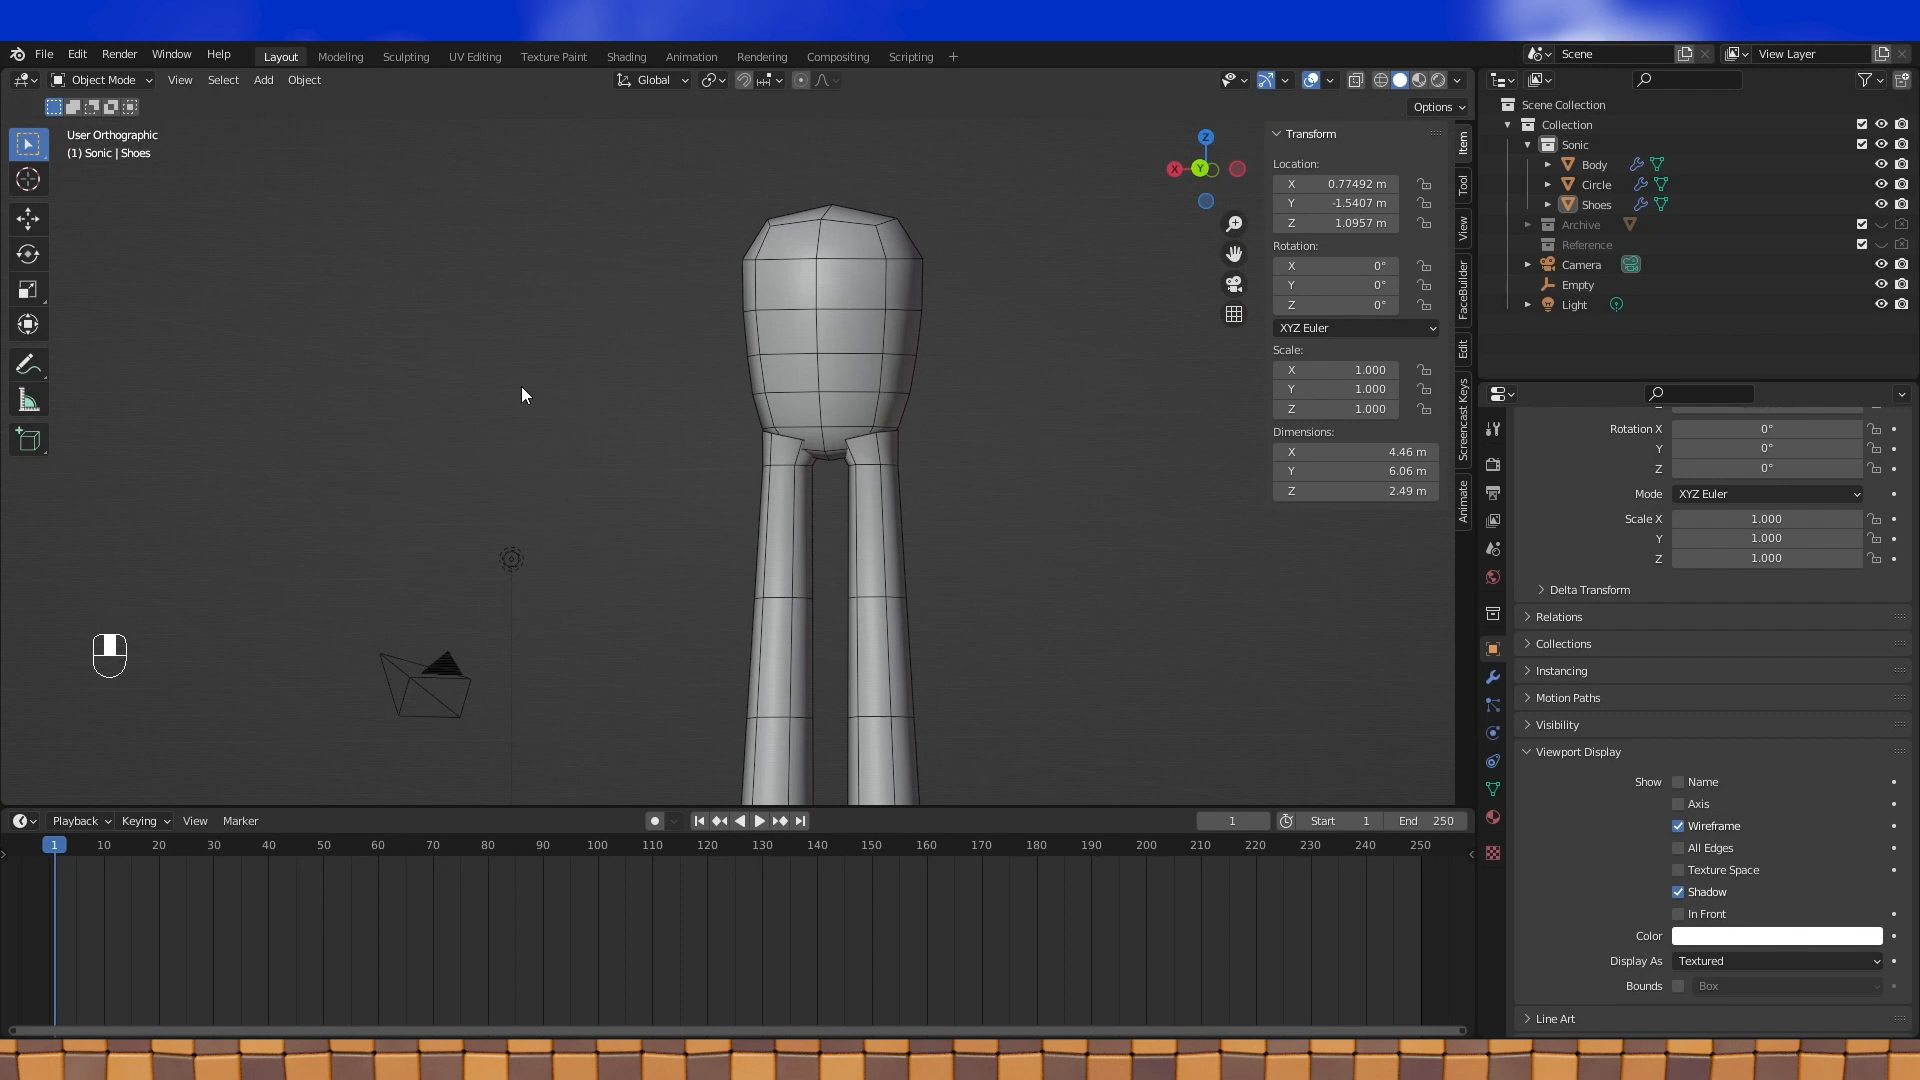 File Edit Render Window Help Layout Modeling Sculpting UV Editing Texture Paint Shading Animation Rendering Compositing Scripting + Scene View Layer
Object Mode View Select Add Object Global
Options
User Orthographic
(1) Sonic | Shoes
Z
X
Y
Transform
Location:
X 0.77492 m
Y -1.5407 m
Z 1.0957 m
Rotation:
X 0°
Y 0°
Z 0°
XYZ Euler
Scale:
X 1.000
Y 1.000
Z 1.000
Dimensions:
X 4.46 m
Y 6.06 m
Z 2.49 m
Item
Tool
View
FaceBuilder
Edit
Screencast Keys
Animate
Scene Collection
Collection
Sonic
Body
Circle
Shoes
Archive
Reference
Camera
Empty
Light
Rotation X 0°
Y 0°
Z 0°
Mode XYZ Euler
Scale X 1.000
Y 1.000
Z 1.000
Delta Transform
Relations
Collections
Instancing
Motion Paths
Visibility
Viewport Display
Show Name
Axis
Wireframe
All Edges
Texture Space
Shadow
In Front
Color
Display As Textured
Bounds Box
Line Art
Playback Keying View Marker 1 Start 1 End 250
1 10 20 30 40 50 60 70 80 90 100 110 120 130 140 150 160 170 180 190 200 210 220 230 240 250